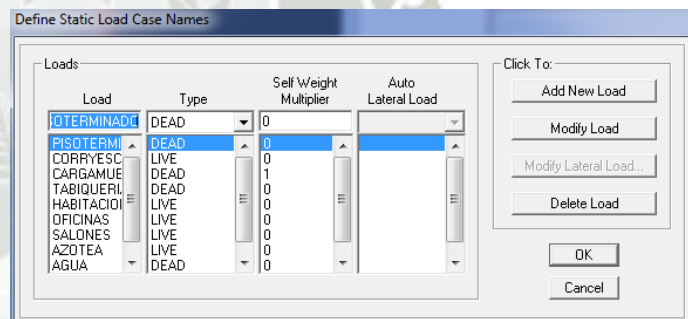 Define Static Load Case Names
Loads
Load Type Self Weight Multiplier Auto Lateral Load
OTERMINADO DEAD 0
PISOTERMI DEAD 0
CORRYESC LIVE 0
CARGAMUE DEAD 1
TABIQUERI. DEAD 0
HABITACIO LIVE 0
OFICINAS LIVE 0
SALONES LIVE 0
AZOTEA LIVE 0
AGUA DEAD 0
Click To:
Add New Load
Modify Load
Modify Lateral Load...
Delete Load
OK
Cancel